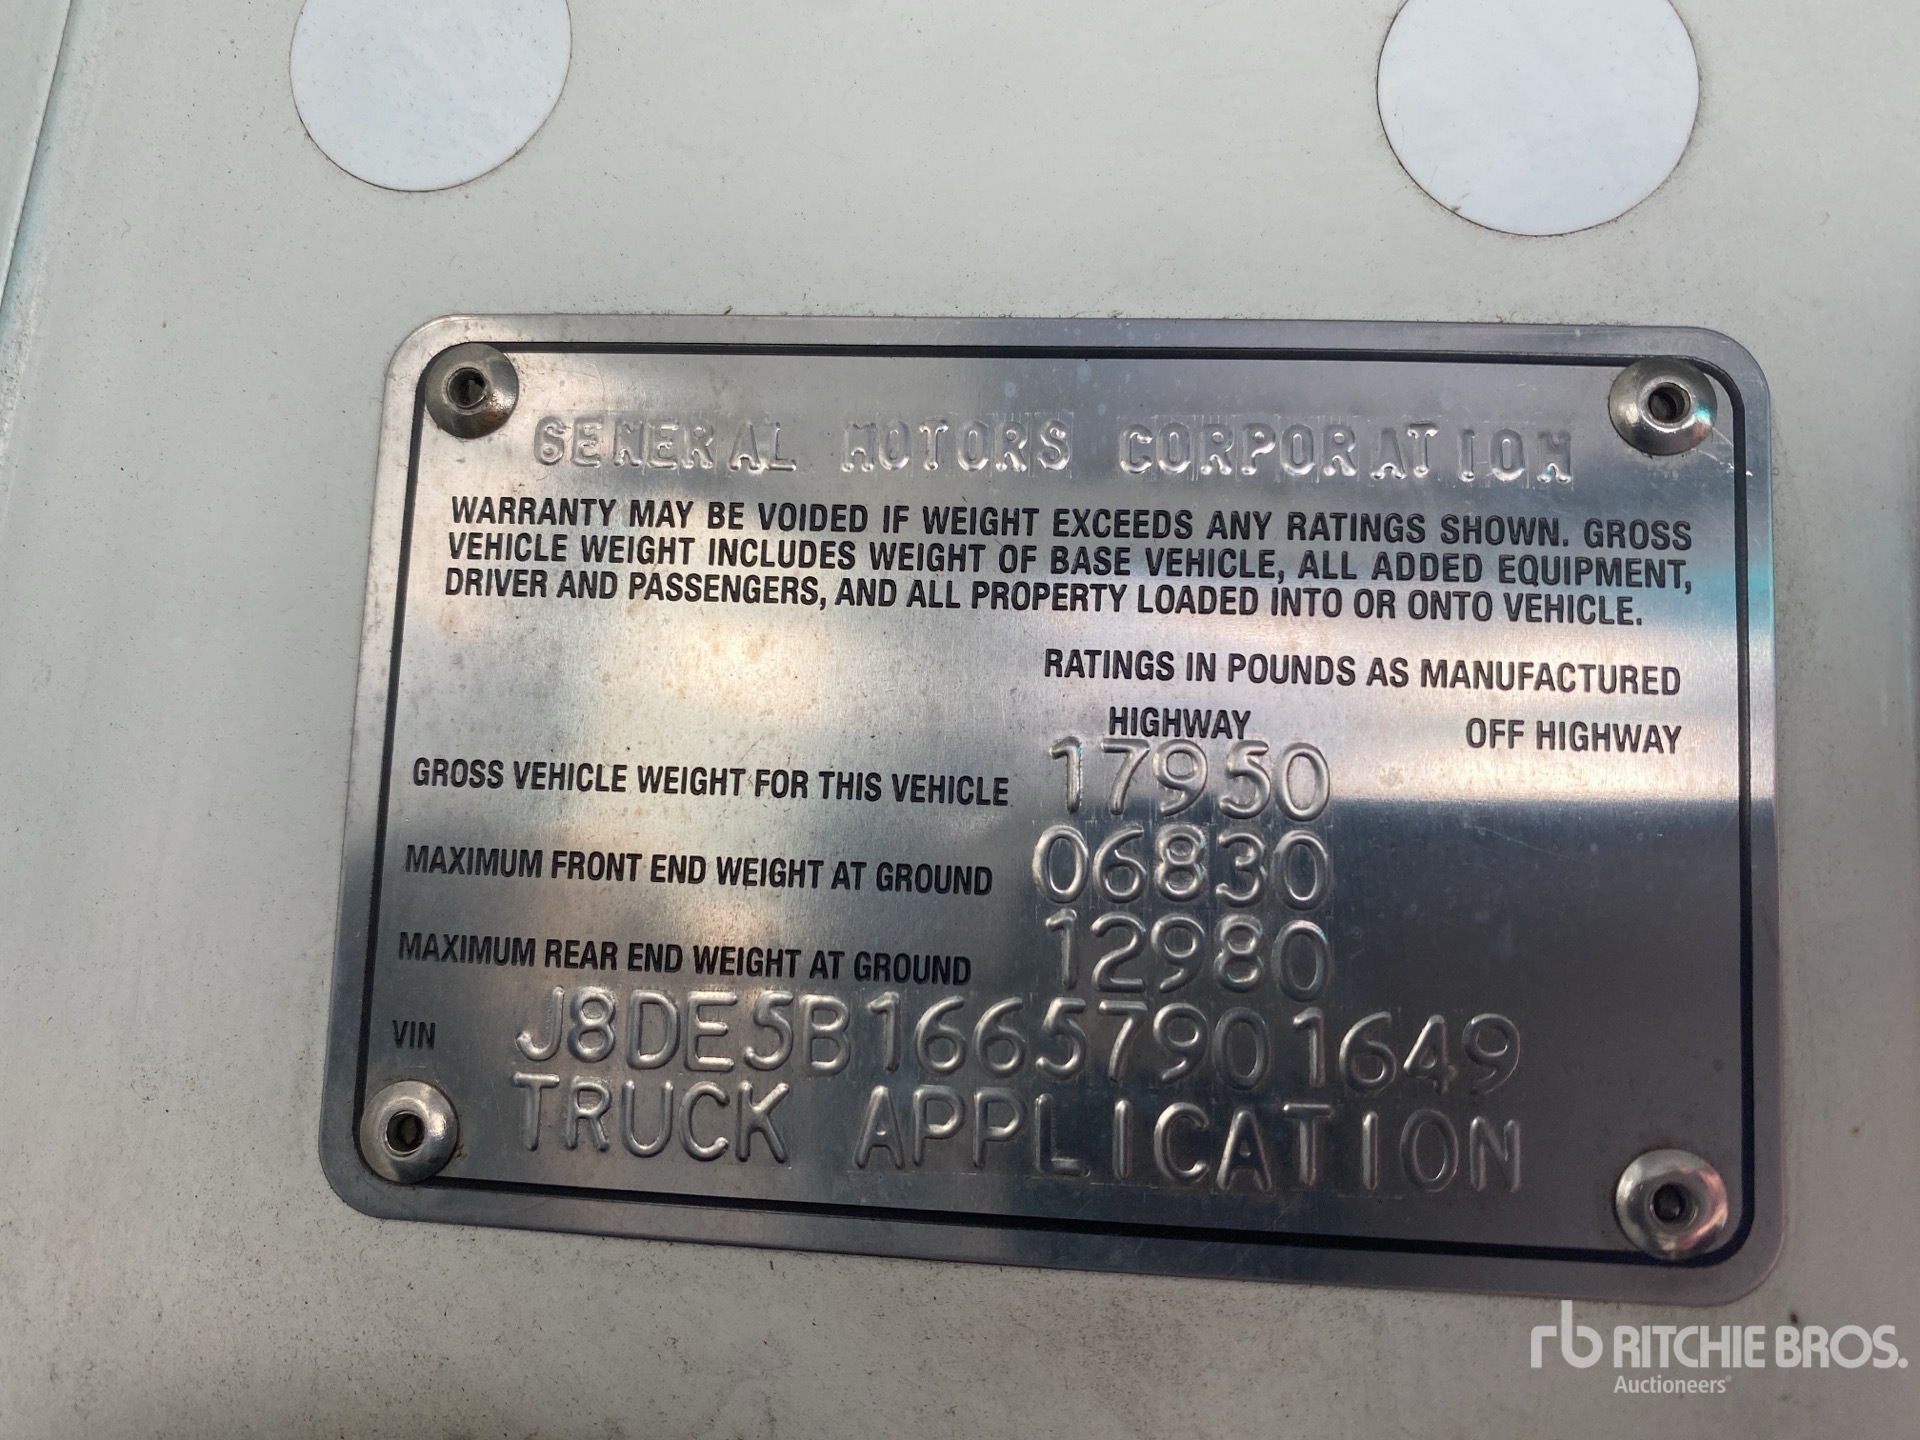 GENERAL MOTORS CORPORATION
WARRANTY MAY BE VOIDED IF WEIGHT EXCEEDS ANY RATINGS SHOWN. GROSS
VEHICLE WEIGHT INCLUDES WEIGHT OF BASE VEHICLE, ALL ADDED EQUIPMENT,
DRIVER AND PASSENGERS, AND ALL PROPERTY LOADED INTO OR ONTO VEHICLE.
RATINGS IN POUNDS AS MANUFACTURED
HIGHWAY OFF HIGHWAY
GROSS VEHICLE WEIGHT FOR THIS VEHICLE 17950
MAXIMUM FRONT END WEIGHT AT GROUND 06830
MAXIMUM REAR END WEIGHT AT GROUND 12980
VIN J8DE5B16657901649
TRUCK APPLICATION
rb RITCHIE BROS.
Auctioneers